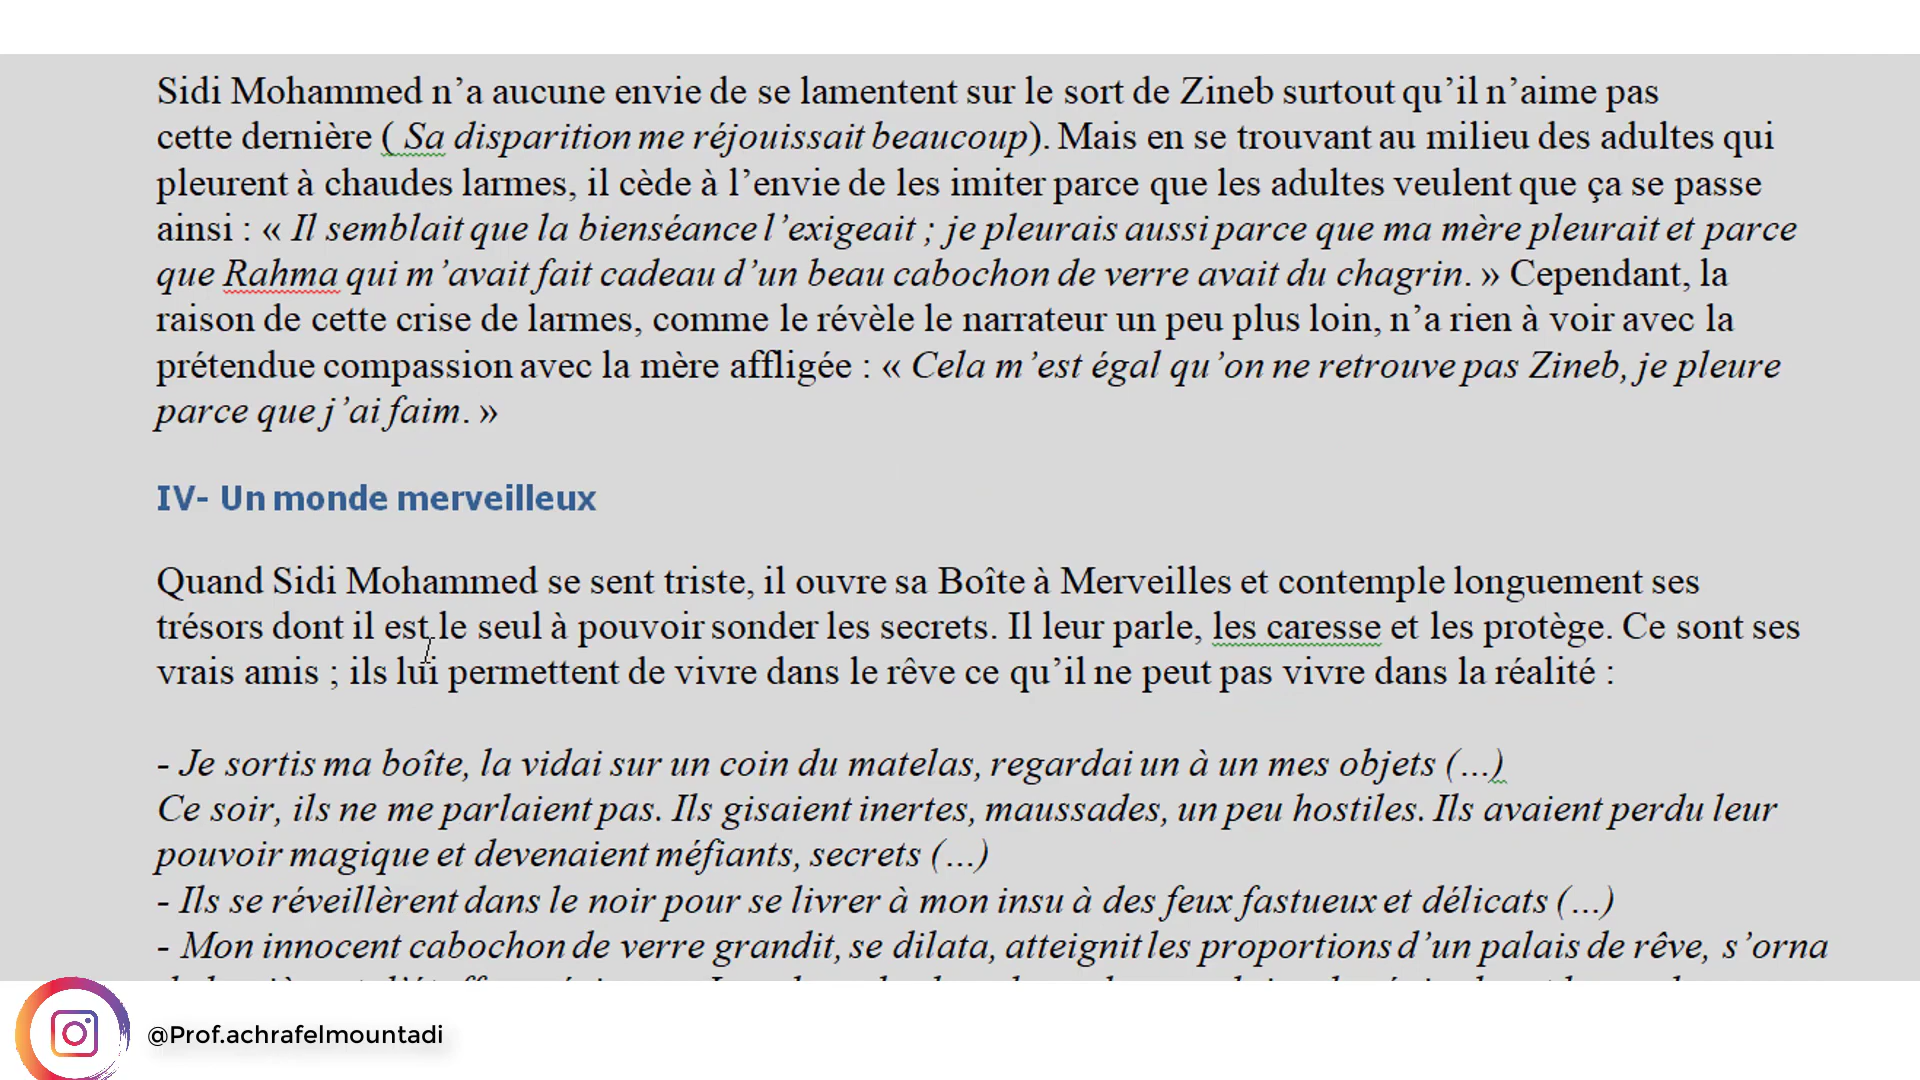 Sidi Mohammed n’a aucune envie de se lamentent sur le sort de Zineb surtout qu’il n’aime pas
cette dernière ( Sa disparition me réjouissait beaucoup). Mais en se trouvant au milieu des adultes qui
pleurent à chaudes larmes, il cède à l’envie de les imiter parce que les adultes veulent que ça se passe
ainsi : « Il semblait que la bienséance l’exigeait ; je pleurais aussi parce que ma mère pleurait et parce
que Rahma qui m’avait fait cadeau d’un beau cabochon de verre avait du chagrin. » Cependant, la
raison de cette crise de larmes, comme le révèle le narrateur un peu plus loin, n’a rien à voir avec la
prétendue compassion avec la mère affligée : « Cela m’est égal qu’on ne retrouve pas Zineb, je pleure
parce que j’ai faim. »
IV- Un monde merveilleux
Quand Sidi Mohammed se sent triste, il ouvre sa Boîte à Merveilles et contemple longuement ses
trésors dont il est le seul à pouvoir sonder les secrets. Il leur parle, les caresse et les protège. Ce sont ses
vrais amis ; ils lui permettent de vivre dans le rêve ce qu’il ne peut pas vivre dans la réalité :
- Je sortis ma boîte, la vidai sur un coin du matelas, regardai un à un mes objets (…)
Ce soir, ils ne me parlaient pas. Ils gisaient inertes, maussades, un peu hostiles. Ils avaient perdu leur
pouvoir magique et devenaient méfiants, secrets (…)
- Ils se réveillèrent dans le noir pour se livrer à mon insu à des feux fastueux et délicats (…)
- Mon innocent cabochon de verre grandit, se dilata, atteignit les proportions d’un palais de rêve, s’orna
@Prof.achrafelmountadi